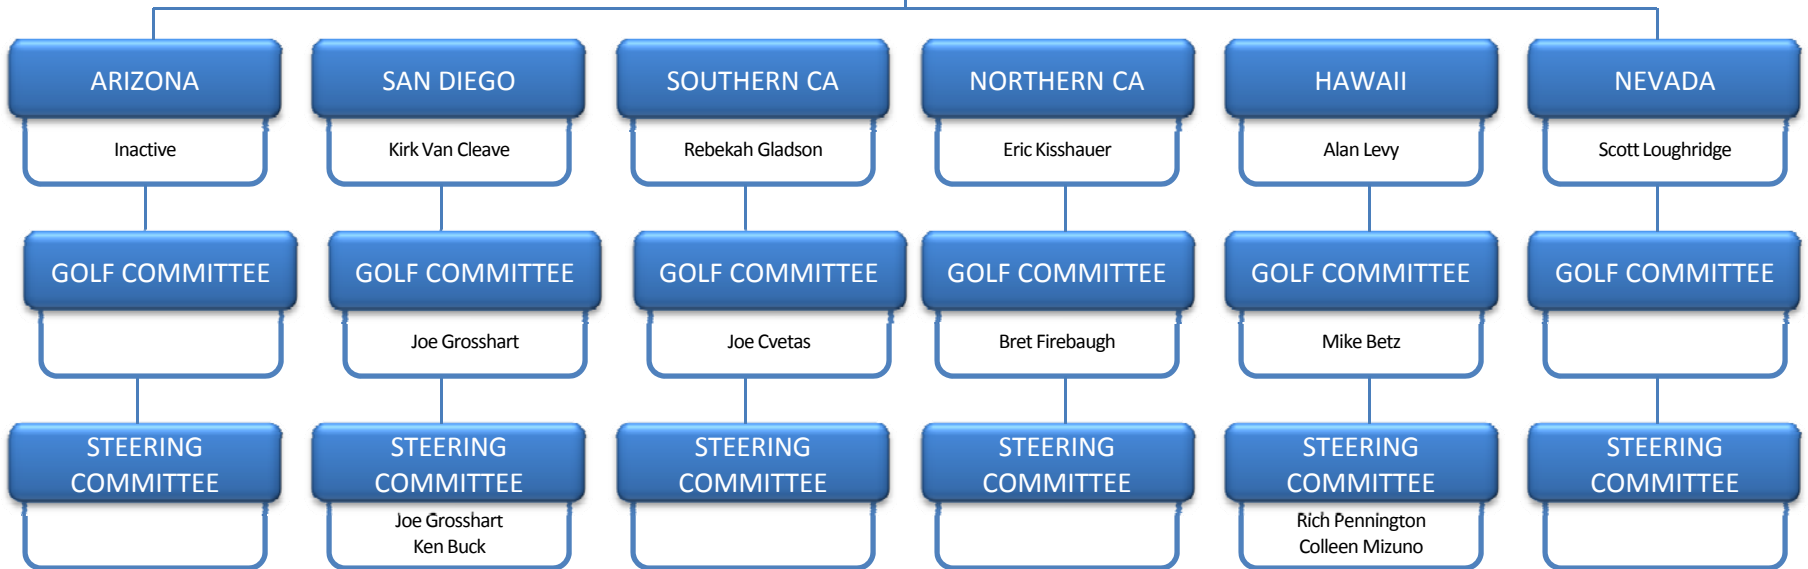 ARIZONA
SAN DIEGO
SOUTHERN CA
NORTHERN CA
HAWAII
NEVADA
Inactive
Kirk Van Cleave
Rebekah Gladson
Eric Kisshauer
Alan Levy
Scott Loughridge
GOLF COMMITTEE
GOLF COMMITTEE
GOLF COMMITTEE
GOLF COMMITTEE
GOLF COMMITTEE
GOLF COMMITTEE
Joe Grosshart
Joe Cvetas
Bret Firebaugh
Mike Betz
STEERING
COMMITTEE
STEERING
COMMITTEE
STEERING
COMMITTEE
STEERING
COMMITTEE
STEERING
COMMITTEE
STEERING
COMMITTEE
Joe Grosshart
Ken Buck
Rich Pennington
Colleen Mizuno